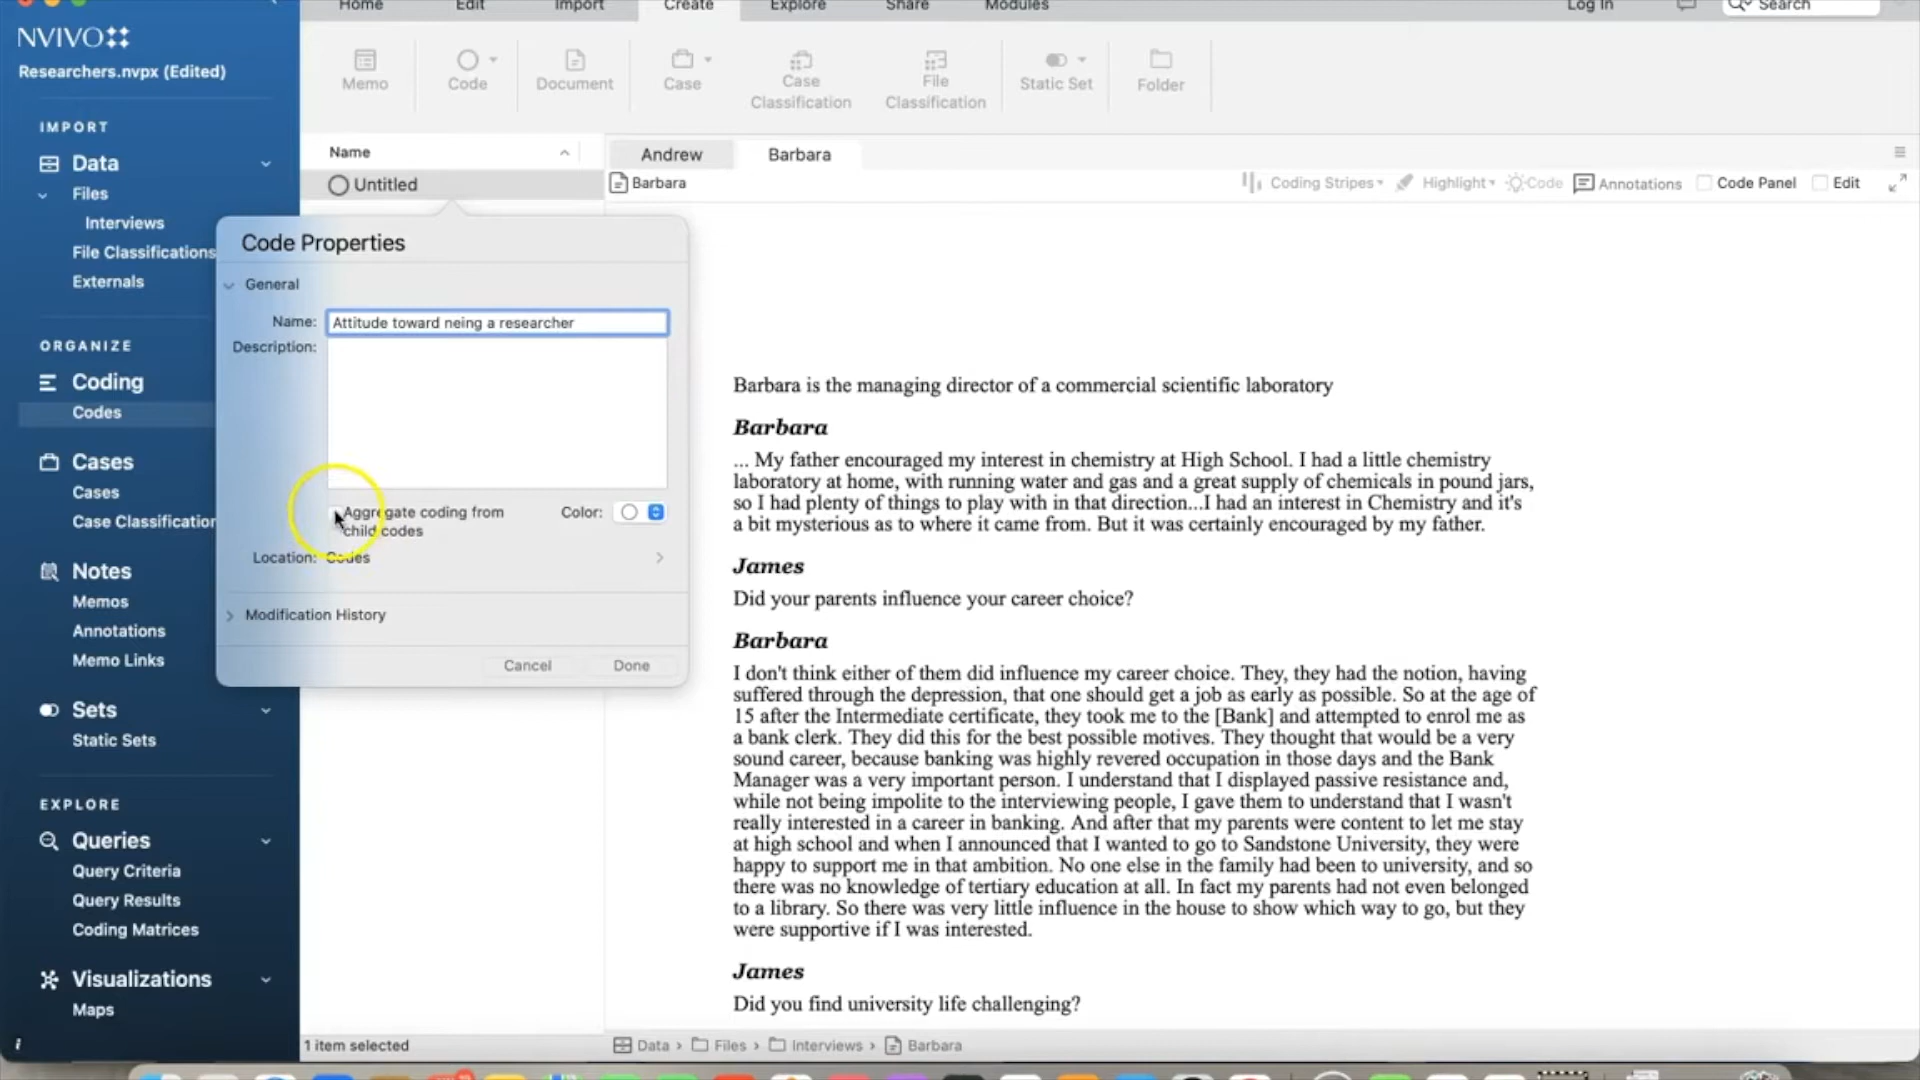 Home Edit Import Create Explore Share Modules Log In Search
NVIVO
Researchers.nvpx (Edited)
Memo Code Document Case Case Classification File Classification Static Set Folder
IMPORT
Data
Files
Interviews
File Classifications
Externals
ORGANIZE
Coding
Codes
Cases
Cases
Case Classification
Notes
Memos
Annotations
Memo Links
Sets
Static Sets
EXPLORE
Queries
Query Criteria
Query Results
Coding Matrices
Visualizations
Maps
Name
Untitled
Code Properties
General
Name: Attitude toward neing a researcher
Description:
Aggregate coding from
child codes
Color:
Location: Codes
Modification History
Cancel Done
1 item selected
Andrew Barbara
Barbara Coding Stripes Highlight Code Annotations Code Panel Edit
Barbara is the managing director of a commercial scientific laboratory
Barbara
... My father encouraged my interest in chemistry at High School. I had a little chemistry
laboratory at home, with running water and gas and a great supply of chemicals in pound jars,
so I had plenty of things to play with in that direction...I had an interest in Chemistry and it's
a bit mysterious as to where it came from. But it was certainly encouraged by my father.
James
Did your parents influence your career choice?
Barbara
I don't think either of them did influence my career choice. They, they had the notion, having
suffered through the depression, that one should get a job as early as possible. So at the age of
15 after the Intermediate certificate, they took me to the [Bank] and attempted to enrol me as
a bank clerk. They did this for the best possible motives. They thought that would be a very
sound career, because banking was highly revered occupation in those days and the Bank
Manager was a very important person. I understand that I displayed passive resistance and,
while not being impolite to the interviewing people, I gave them to understand that I wasn't
really interested in a career in banking. And after that my parents were content to let me stay
at high school and when I announced that I wanted to go to Sandstone University, they were
happy to support me in that ambition. No one else in the family had been to university, and so
there was no knowledge of tertiary education at all. In fact my parents had not even belonged
to a library. So there was very little influence in the house to show which way to go, but they
were supportive if I was interested.
James
Did you find university life challenging?
Data › Files › Interviews › Barbara